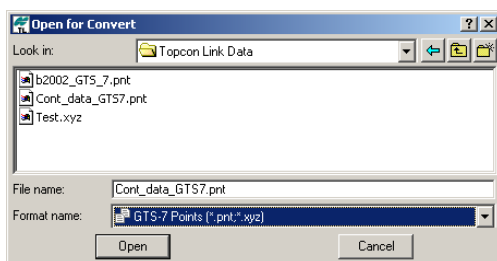 Open for Convert
Look in: Topcon Link Data
b2002_GTS_7.pnt
Cont_data_GTS7.pnt
Test.xyz
File name: Cont_data_GTS7.pnt
Format name: GTS-7 Points (*.pnt;*.xyz)
Open Cancel